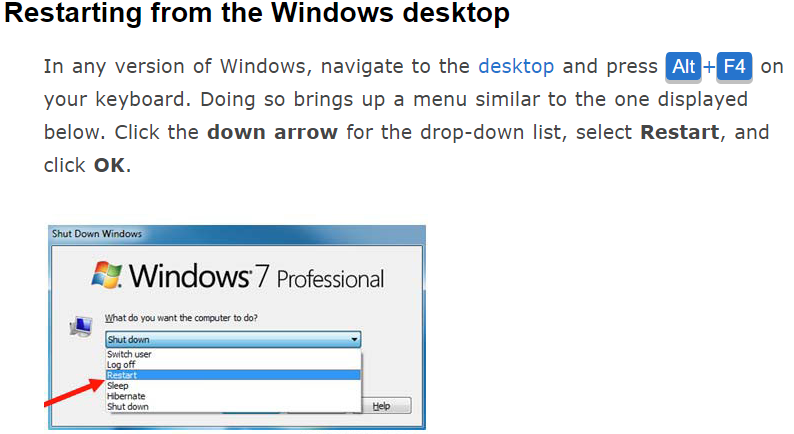 Restarting from the Windows desktop
In any version of Windows, navigate to the desktop and press Alt+F4 on
your keyboard. Doing so brings up a menu similar to the one displayed
below. Click the down arrow for the drop-down list, select Restart, and
click OK.
Shut Down Windows
Windows 7 Professional
What do you want the computer to do?
Shut down
Switch user
Log off
Restart
Sleep
Hibernate
Shut down
Help